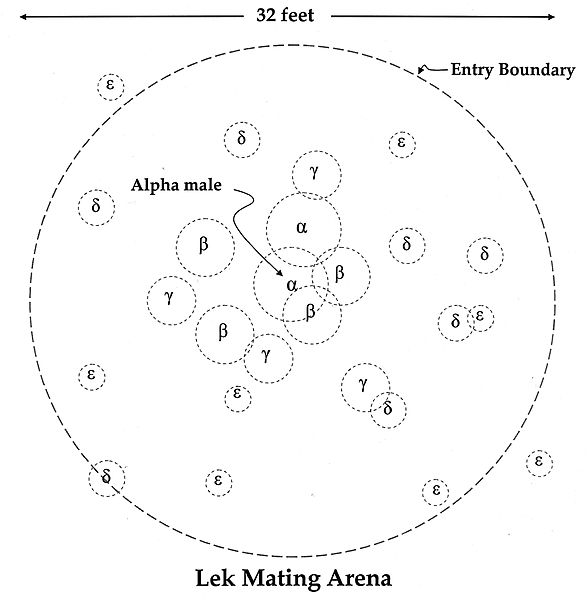 32 feet
Entry Boundary
ε
δ
ε
γ
Alpha male
δ
α
β
δ
δ
β
α
γ
β
δ
ε
β
γ
ε
γ
ε
δ
δ
ε
ε
ε
Lek Mating Arena